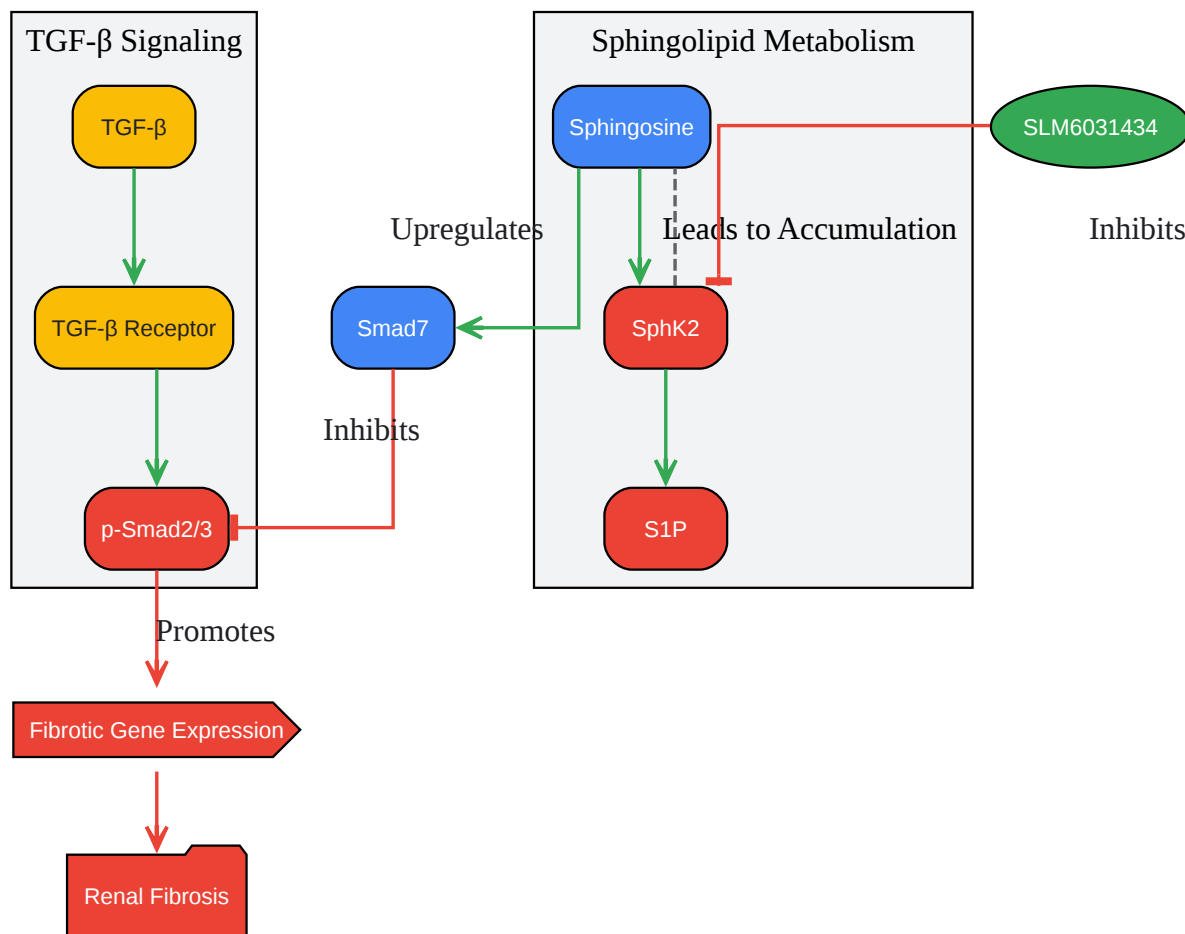 TGF-β Signaling
Sphingolipid Metabolism
TGF-β
Sphingosine
SLM6031434
Upregulates
Leads to Accumulation
Inhibits
TGF-β Receptor
Smad7
SphK2
Inhibits
p-Smad2/3
S1P
Promotes
Fibrotic Gene Expression
Renal Fibrosis